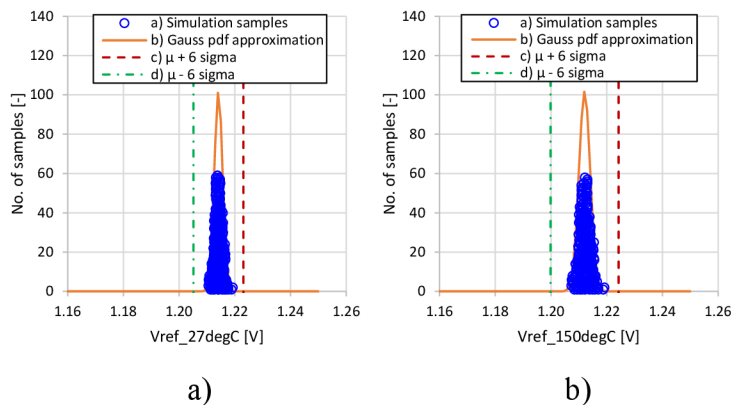 140
120
100
80
60
40
20
0
No. of samples [-]
a) Simulation samples
b) Gauss pdf approximation
c) μ + 6 sigma
d) μ - 6 sigma
1.16 1.18 1.20 1.22 1.24 1.26
Vref_27degC [V]
a)
140
120
100
80
60
40
20
0
No. of samples [-]
a) Simulation samples
b) Gauss pdf approximation
c) μ + 6 sigma
d) μ - 6 sigma
1.16 1.18 1.20 1.22 1.24 1.26
Vref_150degC [V]
b)